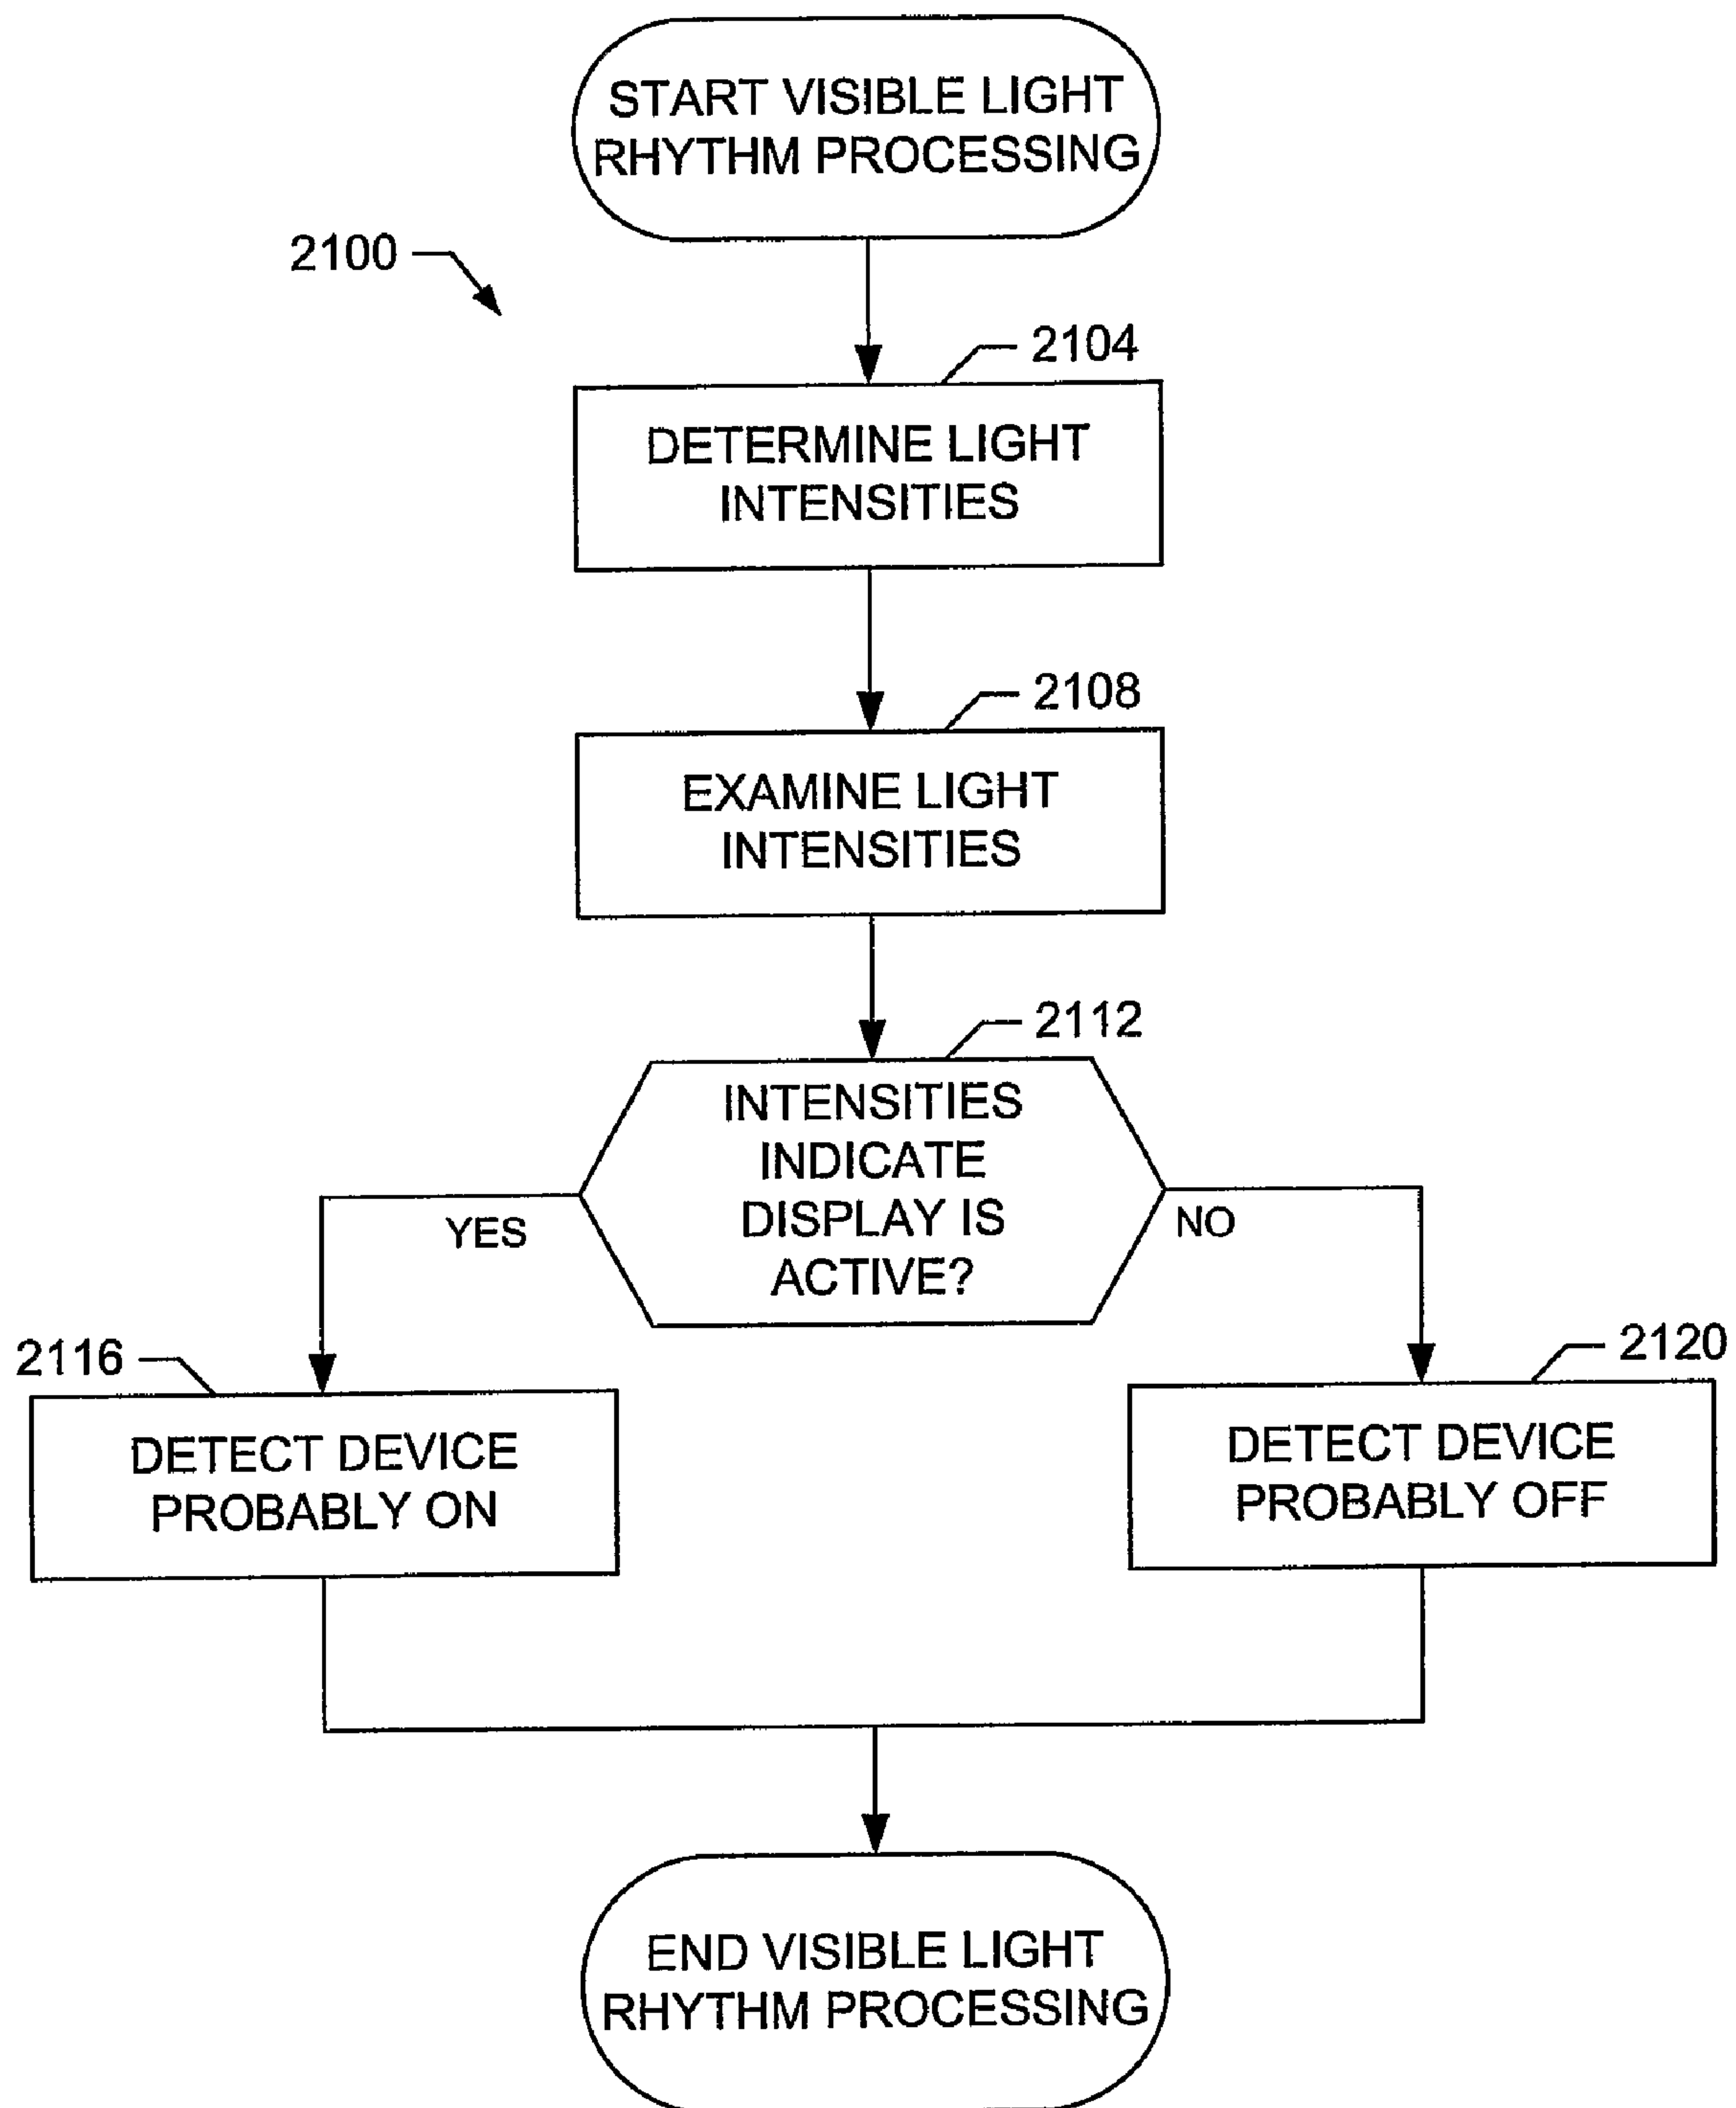 START VISIBLE LIGHT
RHYTHM PROCESSING
2100
2104
DETERMINE LIGHT
INTENSITIES
2108
EXAMINE LIGHT
INTENSITIES
2112
INTENSITIES
INDICATE
DISPLAY IS
ACTIVE?
YES
NO
2116
DETECT DEVICE
PROBABLY ON
2120
DETECT DEVICE
PROBABLY OFF
END VISIBLE LIGHT
RHYTHM PROCESSING